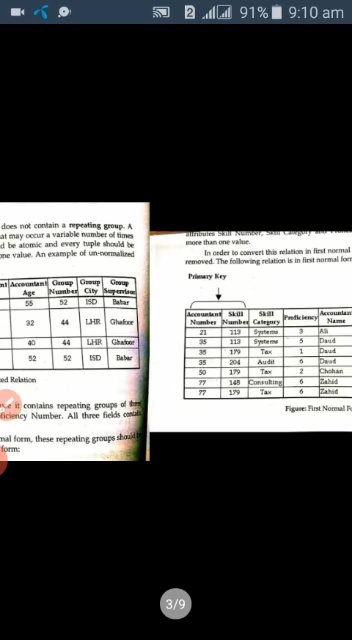 2 91% 9:10 am
does not contain a repeating group. A
at may occur a variable number of times
d be atomic and every tuple should be
one value. An example of un-normalized
nt Accountant Age Group Number Group City Group Supervisor
55 52 ISD Babar
32 44 LHR Ghafoor
40 44 LHR Ghafoor
52 52 ISD Babar
ed Relation
it contains repeating groups of
ficiency Number. All three fields
mal form, these repeating groups should
form:
attributes Skill Number, Skill Category and
more than one value.
In order to convert this relation in first normal
removed. The following relation is in first normal form
Primary Key
Accountant Number Skill Number Skill Category Proficiency Accountant Name
21 113 Systems 3 Ali
35 113 Systems 5 Daud
35 179 Tax 1 Daud
35 204 Audit 6 Daud
50 179 Tax 2 Chohan
77 148 Consulting 6 Zahid
77 179 Tax 6 Zahid
Figure: First Normal Fo
3/9